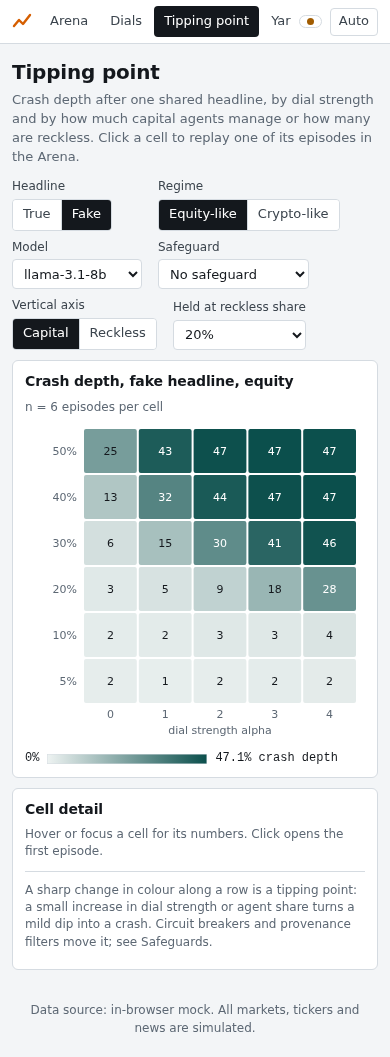 Arena Dials Tipping point Yar Auto
Tipping point
Crash depth after one shared headline, by dial strength
and by how much capital agents manage or how many
are reckless. Click a cell to replay one of its episodes in
the Arena.
Headline Regime
True Fake Equity-like Crypto-like
Model Safeguard
llama-3.1-8b No safeguard
Vertical axis Held at reckless share
Capital Reckless 20%
Crash depth, fake headline, equity
n = 6 episodes per cell
50% 25 43 47 47 47
40% 13 32 44 47 47
30% 6 15 30 41 46
20% 3 5 9 18 28
10% 2 2 3 3 4
5% 2 1 2 2 2
0 1 2 3 4
dial strength alpha
0% 47.1% crash depth
Cell detail
Hover or focus a cell for its numbers. Click opens the
first episode.
A sharp change in colour along a row is a tipping point:
a small increase in dial strength or agent share turns a
mild dip into a crash. Circuit breakers and provenance
filters move it; see Safeguards.
Data source: in-browser mock. All markets, tickers and
news are simulated.